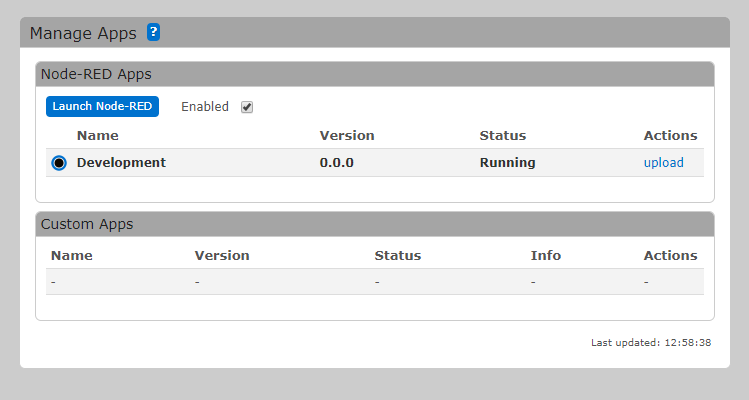 Manage Apps ?
Node-RED Apps
Launch Node-RED Enabled
Name Version Status Actions
Development 0.0.0 Running upload
Custom Apps
Name Version Status Info Actions
- - - - -
Last updated: 12:58:38